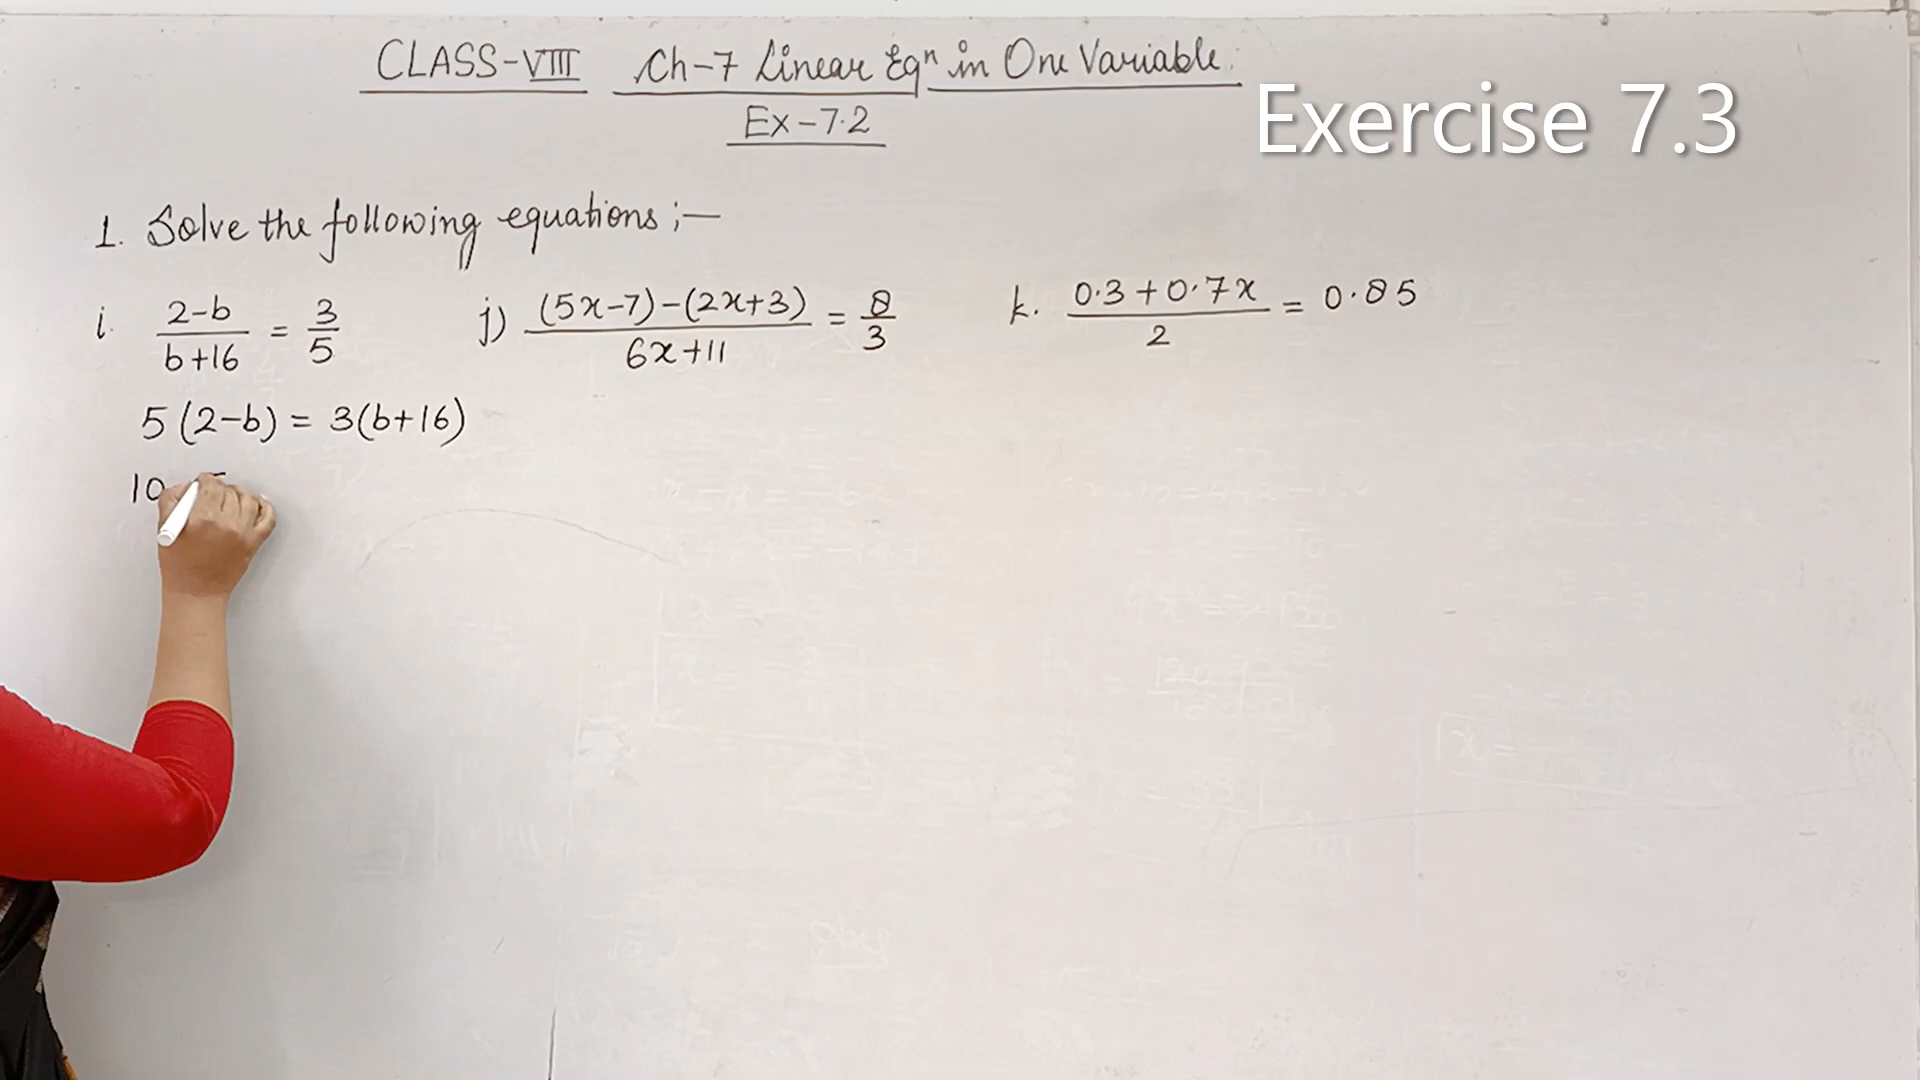 CLASS-VIII Ch-7 Linear Eqⁿ in One Variable.
Exercise 7.3
Ex-7.2
1. Solve the following equations ;—
i. (2-b)/(b+16) = 3/5 j) ((5x-7)-(2x+3))/(6x+11) = 8/3 k. (0.3+0.7x)/2 = 0.85
5(2-b) = 3(b+16)
10